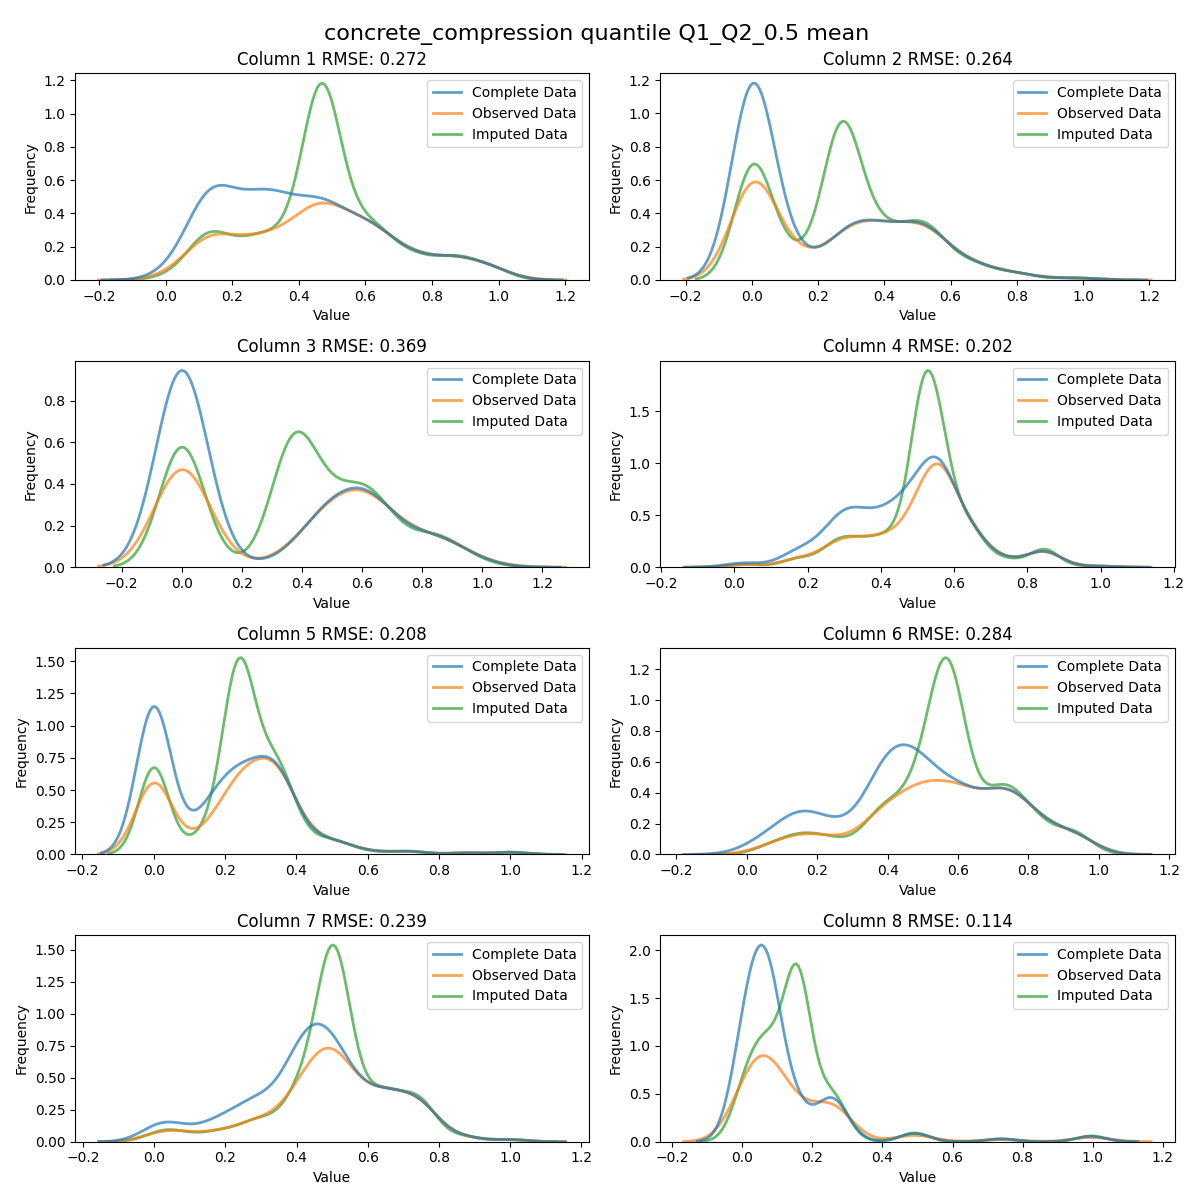 concrete_compression quantile Q1_Q2_0.5 mean
Column 1 RMSE: 0.272
Frequency
1.2
1.0
0.8
0.6
0.4
0.2
0.0
Complete Data
Observed Data
Imputed Data
−0.2 0.0 0.2 0.4 0.6 0.8 1.0 1.2
Value
Column 2 RMSE: 0.264
Frequency
1.2
1.0
0.8
0.6
0.4
0.2
0.0
Complete Data
Observed Data
Imputed Data
−0.2 0.0 0.2 0.4 0.6 0.8 1.0 1.2
Value
Column 3 RMSE: 0.369
Frequency
0.8
0.6
0.4
0.2
0.0
Complete Data
Observed Data
Imputed Data
−0.2 0.0 0.2 0.4 0.6 0.8 1.0 1.2
Value
Column 4 RMSE: 0.202
Frequency
1.5
1.0
0.5
0.0
Complete Data
Observed Data
Imputed Data
−0.2 0.0 0.2 0.4 0.6 0.8 1.0 1.2
Value
Column 5 RMSE: 0.208
Frequency
1.50
1.25
1.00
0.75
0.50
0.25
0.00
Complete Data
Observed Data
Imputed Data
−0.2 0.0 0.2 0.4 0.6 0.8 1.0 1.2
Value
Column 6 RMSE: 0.284
Frequency
1.2
1.0
0.8
0.6
0.4
0.2
0.0
Complete Data
Observed Data
Imputed Data
−0.2 0.0 0.2 0.4 0.6 0.8 1.0 1.2
Value
Column 7 RMSE: 0.239
Frequency
1.50
1.25
1.00
0.75
0.50
0.25
0.00
Complete Data
Observed Data
Imputed Data
−0.2 0.0 0.2 0.4 0.6 0.8 1.0 1.2
Value
Column 8 RMSE: 0.114
Frequency
2.0
1.5
1.0
0.5
0.0
Complete Data
Observed Data
Imputed Data
−0.2 0.0 0.2 0.4 0.6 0.8 1.0 1.2
Value